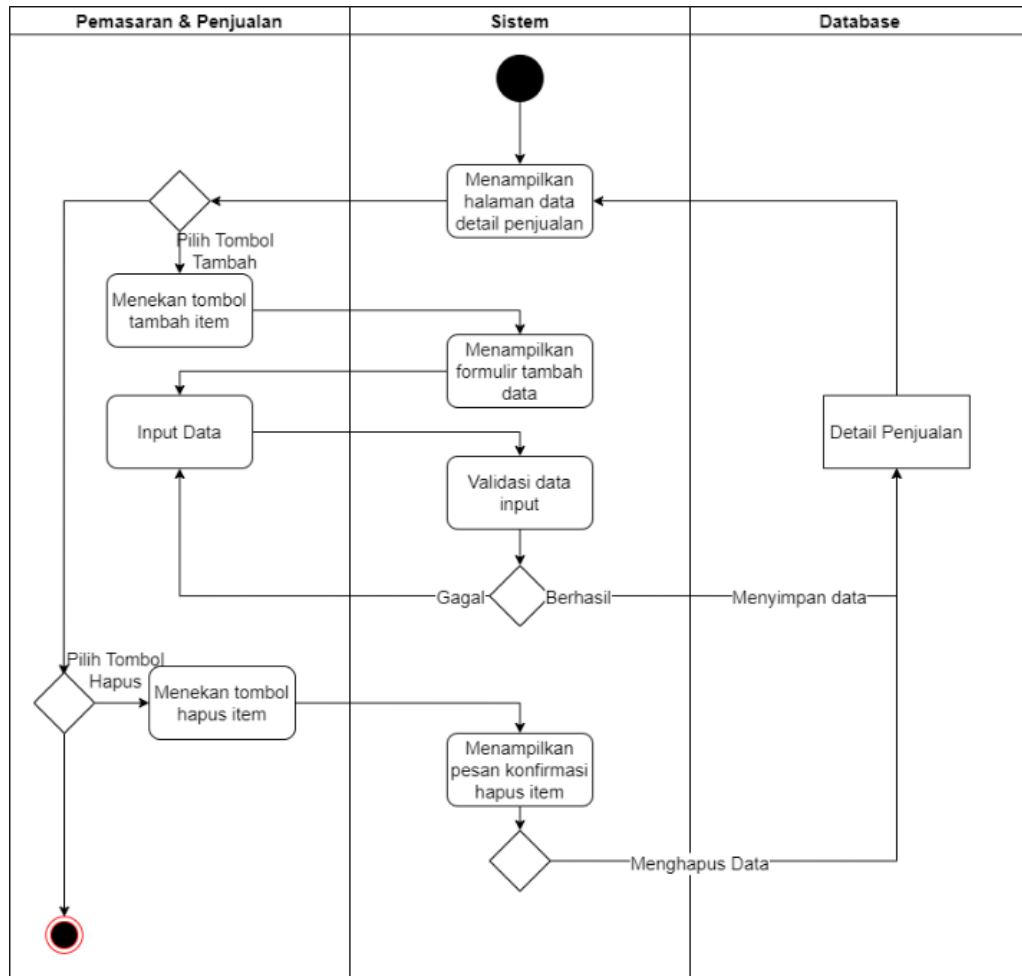 Pemasaran & Penjualan
Sistem
Database
Menampilkan
halaman data
detail penjualan
Pilih Tombol
Tambah
Menekan tombol
tambah item
Menampilkan
formulir tambah
data
Input Data
Detail Penjualan
Validasi data
input
Gagal
Berhasil
Menyimpan data
Pilih Tombol
Hapus
Menekan tombol
hapus item
Menampilkan
pesan konfirmasi
hapus item
Menghapus Data